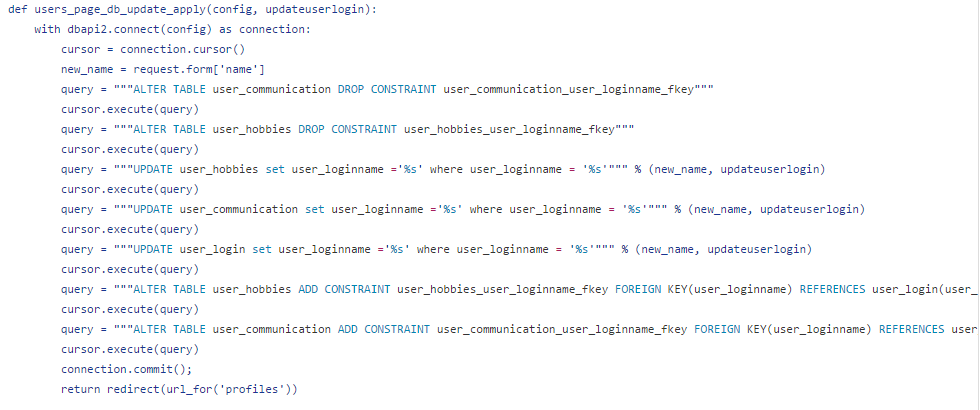 def users_page_db_update_apply(config, updateuserlogin):
    with dbapi2.connect(config) as connection:
        cursor = connection.cursor()
        new_name = request.form['name']
        query = """ALTER TABLE user_communication DROP CONSTRAINT user_communication_user_loginname_fkey"""
        cursor.execute(query)
        query = """ALTER TABLE user_hobbies DROP CONSTRAINT user_hobbies_user_loginname_fkey"""
        cursor.execute(query)
        query = """UPDATE user_hobbies set user_loginname ='%s' where user_loginname = '%s'""" % (new_name, updateuserlogin)
        cursor.execute(query)
        query = """UPDATE user_communication set user_loginname ='%s' where user_loginname = '%s'""" % (new_name, updateuserlogin)
        cursor.execute(query)
        query = """UPDATE user_login set user_loginname ='%s' where user_loginname = '%s'""" % (new_name, updateuserlogin)
        cursor.execute(query)
        query = """ALTER TABLE user_hobbies ADD CONSTRAINT user_hobbies_user_loginname_fkey FOREIGN KEY(user_loginname) REFERENCES user_login(user_
        cursor.execute(query)
        query = """ALTER TABLE user_communication ADD CONSTRAINT user_communication_user_loginname_fkey FOREIGN KEY(user_loginname) REFERENCES user
        cursor.execute(query)
        connection.commit();
        return redirect(url_for('profiles'))